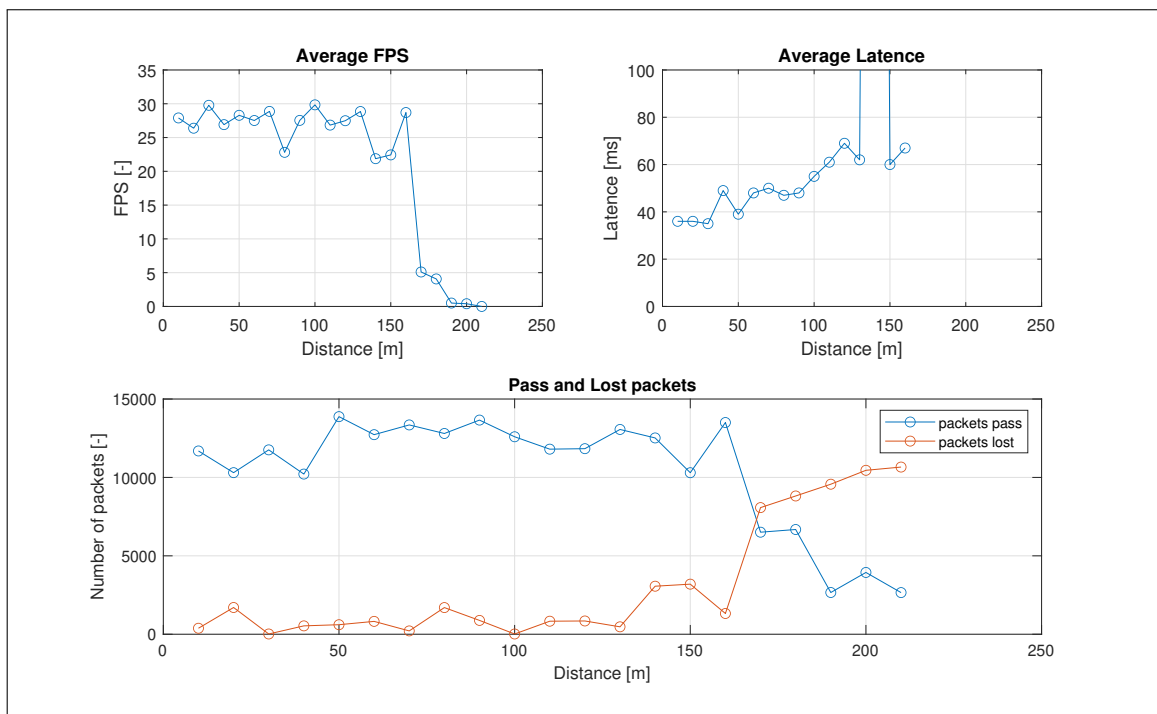 Average FPS
35
30
25
20
15
10
5
0
FPS [-]
0 50 100 150 200 250
Distance [m]
Average Latence
100
80
60
40
20
0
Latence [ms]
0 50 100 150 200 250
Distance [m]
Pass and Lost packets
15000
10000
5000
0
Number of packets [-]
packets pass
packets lost
50 100 150 200 250
Distance [m]